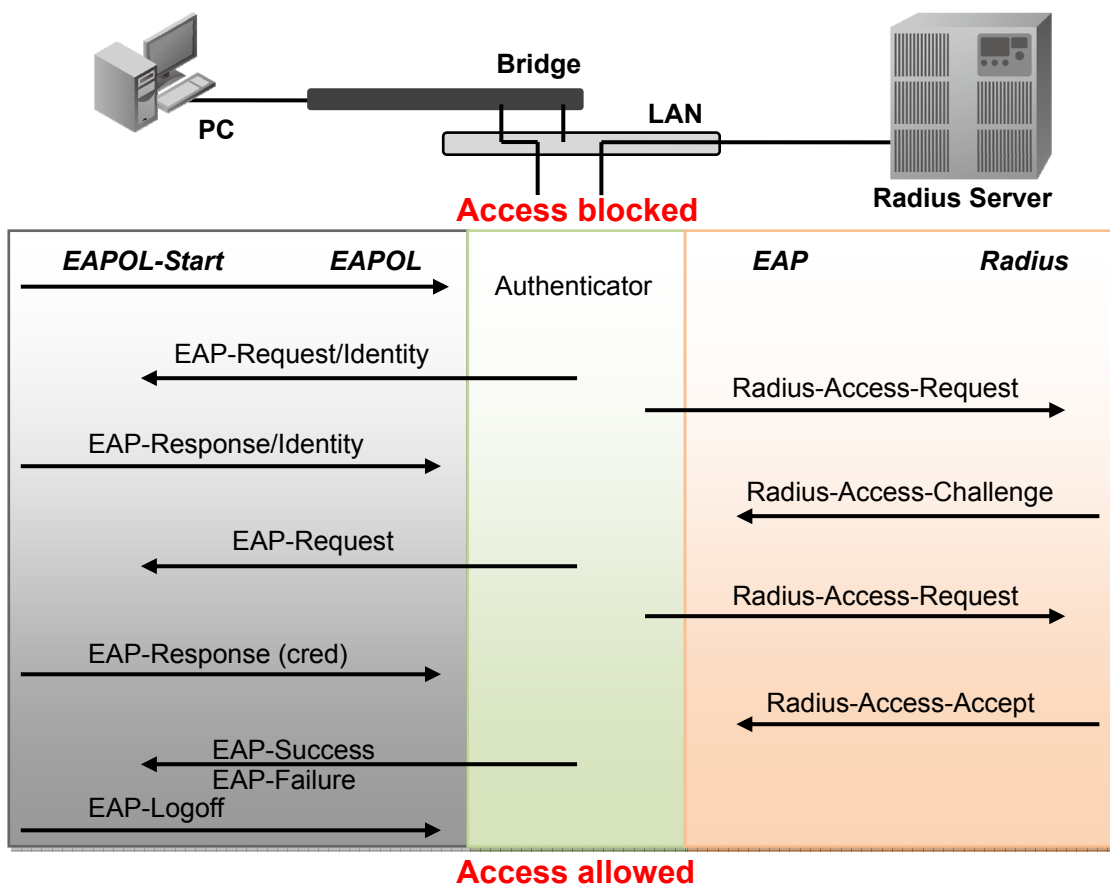 Bridge
LAN
PC
Radius Server
Access blocked
EAPOL-Start EAPOL
Authenticator
EAP Radius
EAP-Request/Identity
Radius-Access-Request
EAP-Response/Identity
Radius-Access-Challenge
EAP-Request
Radius-Access-Request
EAP-Response (cred)
Radius-Access-Accept
EAP-Success
EAP-Failure
EAP-Logoff
Access allowed